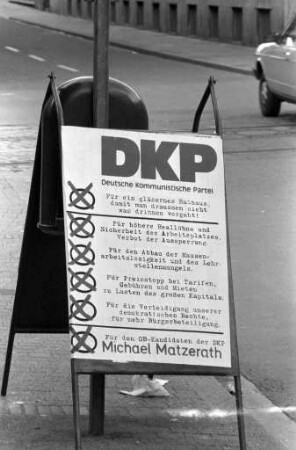 DKP
Deutsche Kommunistische Partei
Für ein gläsernes Rathaus,
damit man draussen sieht
was drinnen vorgeht!
Für höhere Reallöhne und
Sicherheit des Arbeitsplatzes,
Verbot der Aussperrung.
Für den Abbau der Massen-
arbeitslosigkeit und des Lehr-
stellenmangels.
Für Preisstopp bei Tarifen,
Gebühren und Mieten
zu Lasten des großen Kapitals.
Für die Verteidigung unserer
demokratischen Rechte,
für mehr Bürgerbeteiligung.
Für den OB-Kandidaten der DKP
Michael Matzerath